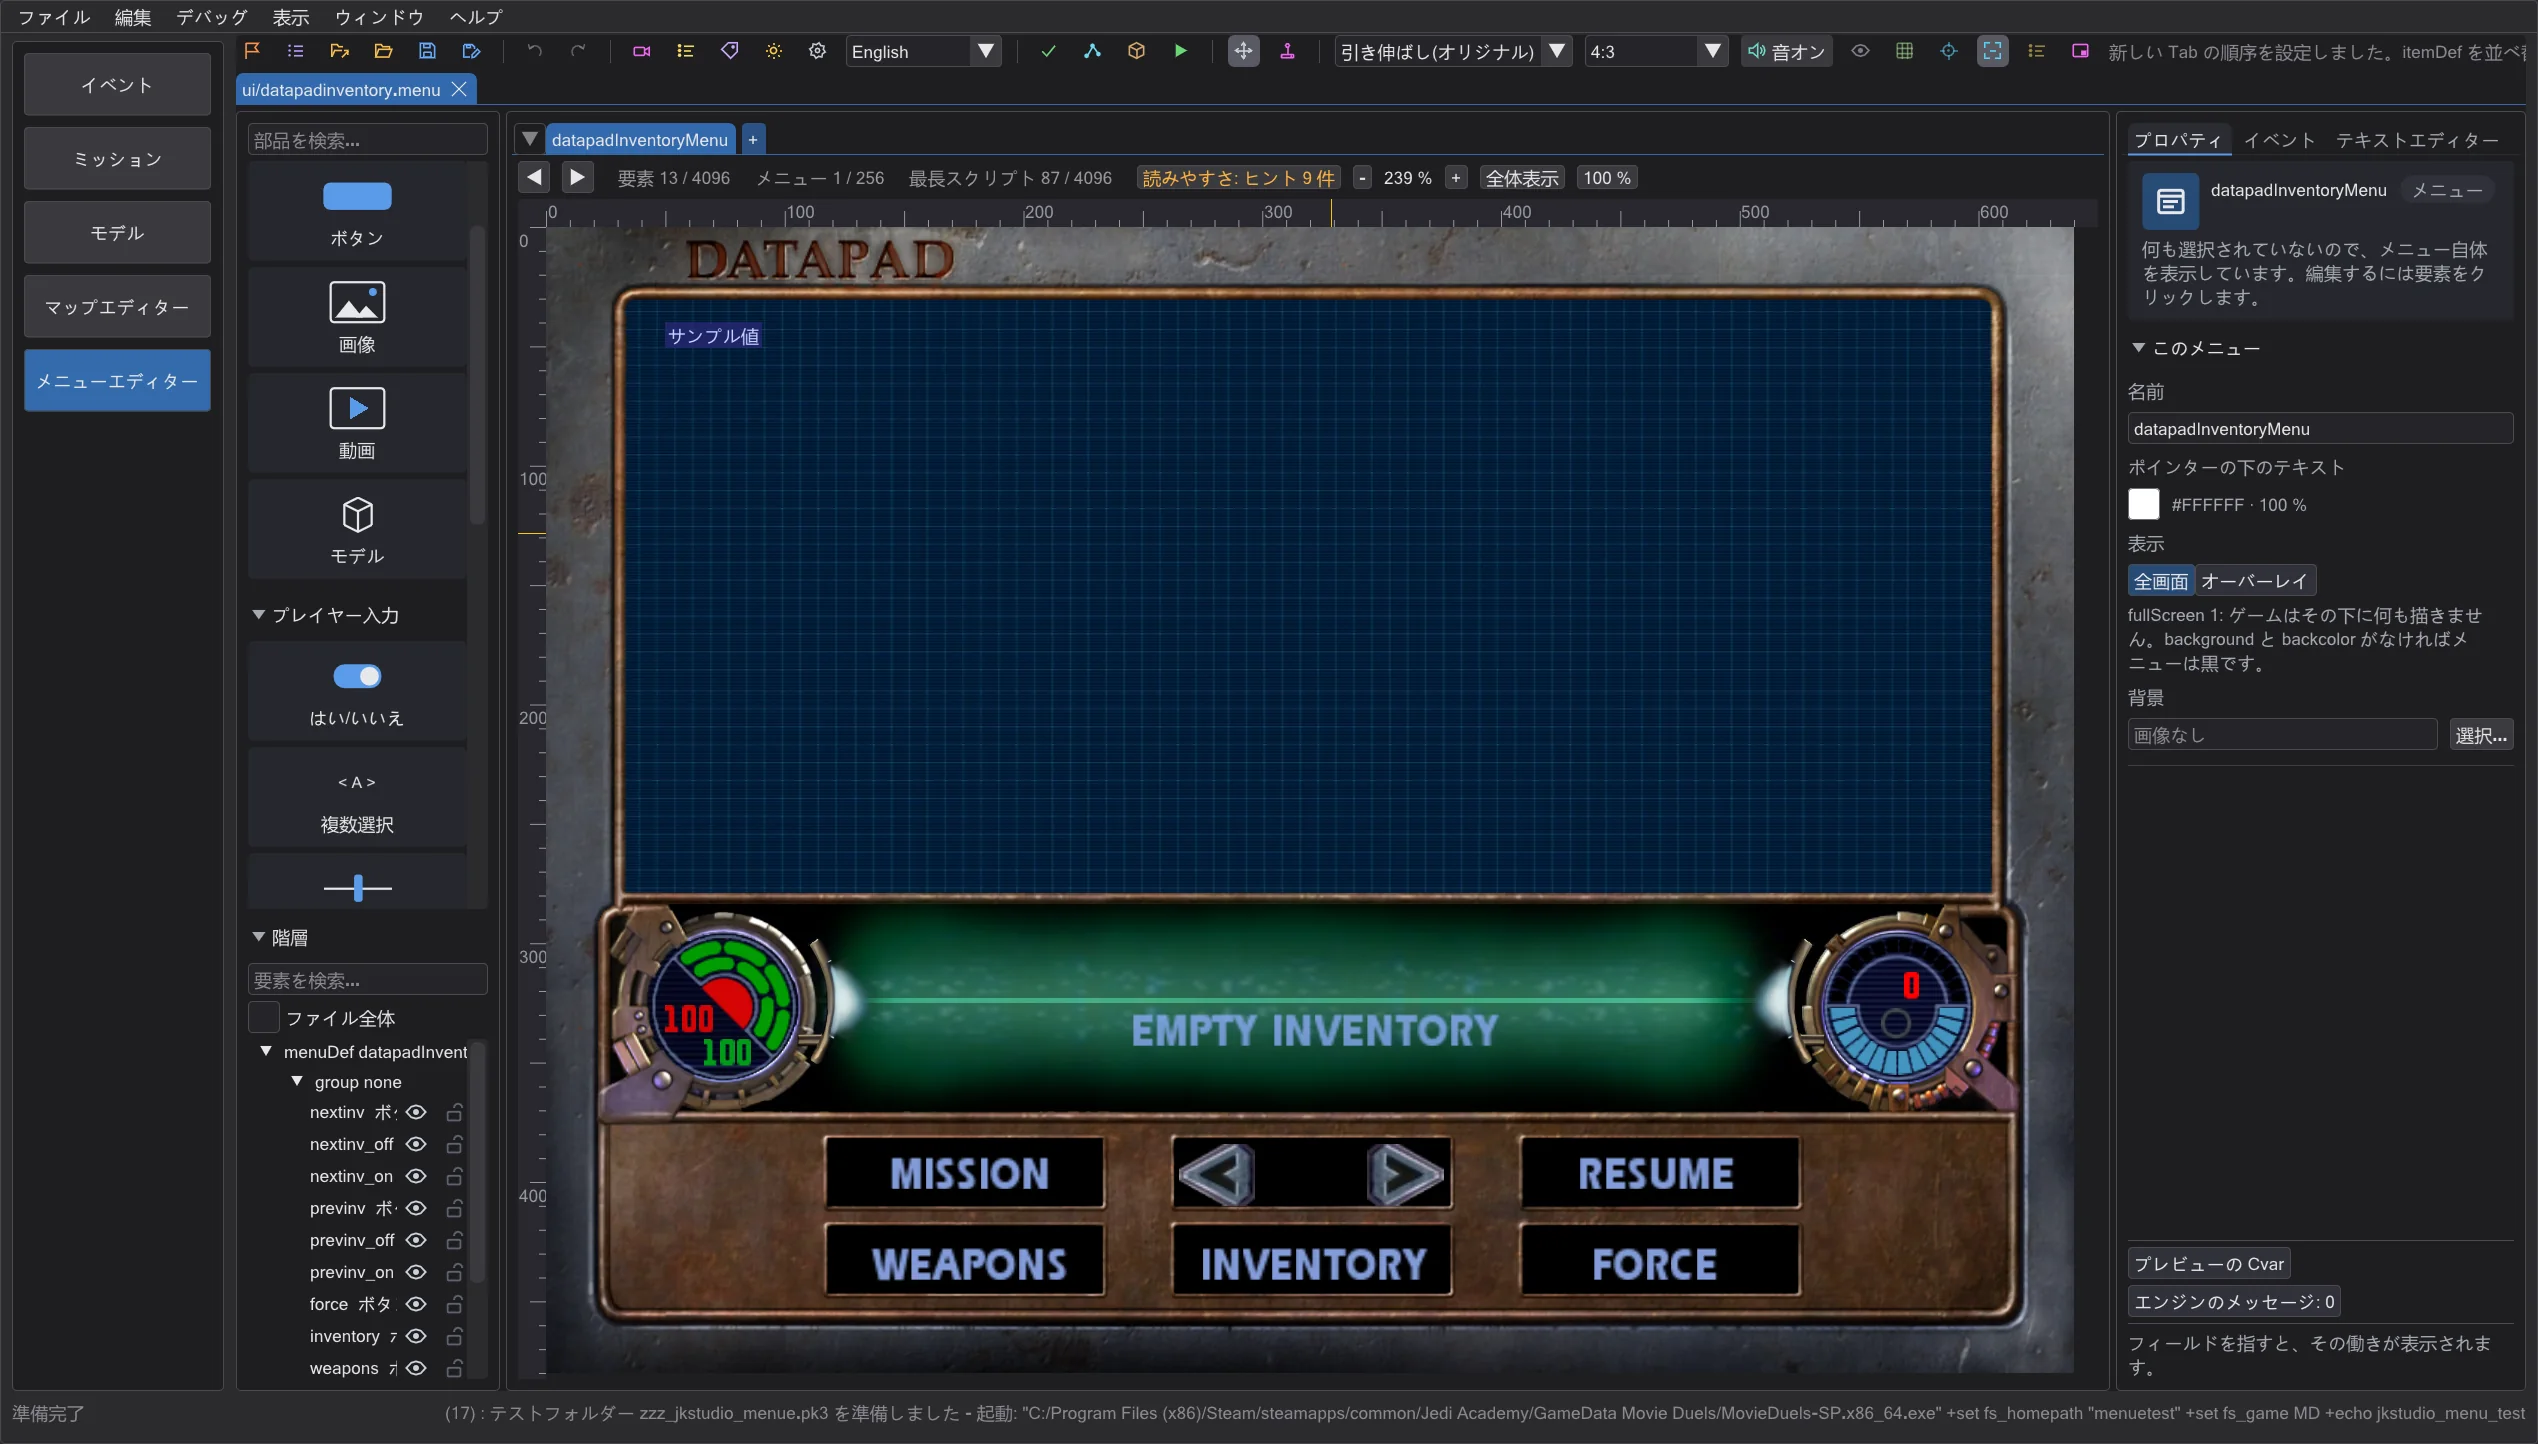 ファイル 編集 デバッグ 表示 ウィンドウ ヘルプ
イベント
ミッション
モデル
マップエディター
メニューエディター
English
引き伸ばし(オリジナル)
4:3
音オン
新しい Tab の順序を設定しました。itemDef を並べ
ui/datapadinventory.menu
部品を検索...
ボタン
画像
動画
モデル
プレイヤー入力
はい/いいえ
< A >
複数選択
階層
要素を検索...
ファイル全体
menuDef datapadInvent
group none
nextinv ボ
nextinv_off
nextinv_on
previnv ボ
previnv_off
previnv_on
force ボタ
inventory
weapons
datapadInventoryMenu +
要素 13 / 4096 メニュー 1 / 256 最長スクリプト 87 / 4096 読みやすさ: ヒント 9 件 - 239 % + 全体表示 100 %
0 100 200 300 400 500 600
0
100
200
300
400
DATAPAD
サンプル値
100
100
EMPTY INVENTORY
0
MISSION
RESUME
WEAPONS
INVENTORY
FORCE
プロパティ イベント テキストエディター
datapadInventoryMenu メニュー
何も選択されていないので、メニュー自体
を表示しています。編集するには要素をク
リックします。
このメニュー
名前
datapadInventoryMenu
ポインターの下のテキスト
#FFFFFF · 100 %
表示
全画面 オーバーレイ
fullScreen 1: ゲームはその下に何も描きませ
ん。background と backcolor がなければメ
ニューは黒です。
背景
画像なし 選択...
プレビューの Cvar
エンジンのメッセージ: 0
フィールドを指すと、その働きが表示されま
す。
準備完了
(17) : テストフォルダー zzz_jkstudio_menue.pk3 を準備しました - 起動: "C:/Program Files (x86)/Steam/steamapps/common/Jedi Academy/GameData Movie Duels/MovieDuels-SP.x86_64.exe" +set fs_homepath "menuetest" +set fs_game MD +echo jkstudio_menu_test